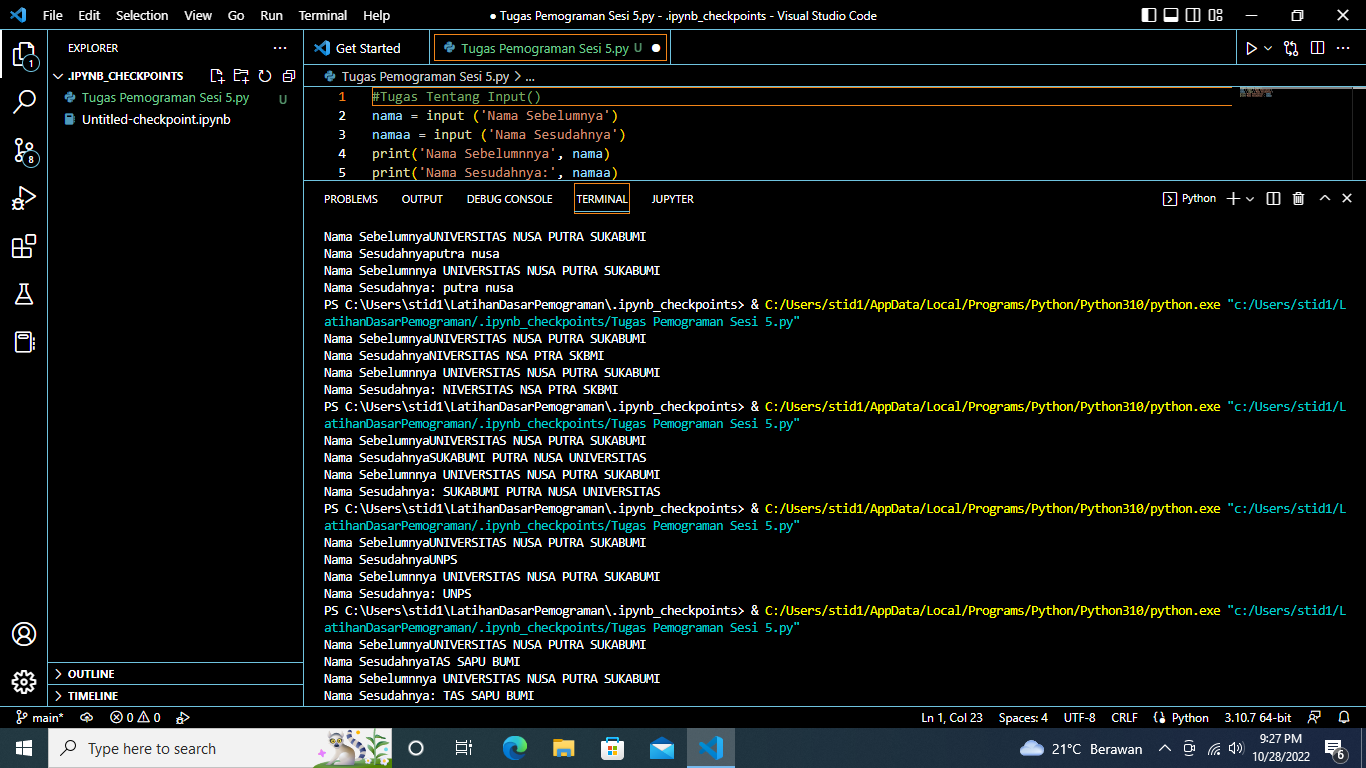 File Edit Selection View Go Run Terminal Help ● Tugas Pemograman Sesi 5.py - .ipynb_checkpoints - Visual Studio Code
EXPLORER ···
Get Started
Tugas Pemograman Sesi 5.py U ●
.IPYNB_CHECKPOINTS
Tugas Pemograman Sesi 5.py U
Untitled-checkpoint.ipynb
Tugas Pemograman Sesi 5.py > ...
1 #Tugas Tentang Input()
2 nama = input ('Nama Sebelumnya')
3 namaa = input ('Nama Sesudahnya')
4 print('Nama Sebelumnnya', nama)
5 print('Nama Sesudahnya:', namaa)
PROBLEMS OUTPUT DEBUG CONSOLE TERMINAL JUPYTER Python
Nama SebelumnyaUNIVERSITAS NUSA PUTRA SUKABUMI
Nama Sesudahnyaputra nusa
Nama Sebelumnnya UNIVERSITAS NUSA PUTRA SUKABUMI
Nama Sesudahnya: putra nusa
PS C:\Users\stid1\LatihanDasarPemograman\.ipynb_checkpoints> & C:/Users/stid1/AppData/Local/Programs/Python/Python310/python.exe "c:/Users/stid1/L
atihanDasarPemograman/.ipynb_checkpoints/Tugas Pemograman Sesi 5.py"
Nama SebelumnyaUNIVERSITAS NUSA PUTRA SUKABUMI
Nama SesudahnyaNIVERSITAS NSA PTRA SKBMI
Nama Sebelumnnya UNIVERSITAS NUSA PUTRA SUKABUMI
Nama Sesudahnya: NIVERSITAS NSA PTRA SKBMI
PS C:\Users\stid1\LatihanDasarPemograman\.ipynb_checkpoints> & C:/Users/stid1/AppData/Local/Programs/Python/Python310/python.exe "c:/Users/stid1/L
atihanDasarPemograman/.ipynb_checkpoints/Tugas Pemograman Sesi 5.py"
Nama SebelumnyaUNIVERSITAS NUSA PUTRA SUKABUMI
Nama SesudahnyaSUKABUMI PUTRA NUSA UNIVERSITAS
Nama Sebelumnnya UNIVERSITAS NUSA PUTRA SUKABUMI
Nama Sesudahnya: SUKABUMI PUTRA NUSA UNIVERSITAS
PS C:\Users\stid1\LatihanDasarPemograman\.ipynb_checkpoints> & C:/Users/stid1/AppData/Local/Programs/Python/Python310/python.exe "c:/Users/stid1/L
atihanDasarPemograman/.ipynb_checkpoints/Tugas Pemograman Sesi 5.py"
Nama SebelumnyaUNIVERSITAS NUSA PUTRA SUKABUMI
Nama SesudahnyaUNPS
Nama Sebelumnnya UNIVERSITAS NUSA PUTRA SUKABUMI
Nama Sesudahnya: UNPS
PS C:\Users\stid1\LatihanDasarPemograman\.ipynb_checkpoints> & C:/Users/stid1/AppData/Local/Programs/Python/Python310/python.exe "c:/Users/stid1/L
atihanDasarPemograman/.ipynb_checkpoints/Tugas Pemograman Sesi 5.py"
Nama SebelumnyaUNIVERSITAS NUSA PUTRA SUKABUMI
Nama SesudahnyaTAS SAPU BUMI
Nama Sebelumnnya UNIVERSITAS NUSA PUTRA SUKABUMI
Nama Sesudahnya: TAS SAPU BUMI
1
8
OUTLINE
TIMELINE
main* 0 0 Ln 1, Col 23 Spaces: 4 UTF-8 CRLF Python 3.10.7 64-bit
Type here to search 21°C Berawan 9:27 PM
10/28/2022 6